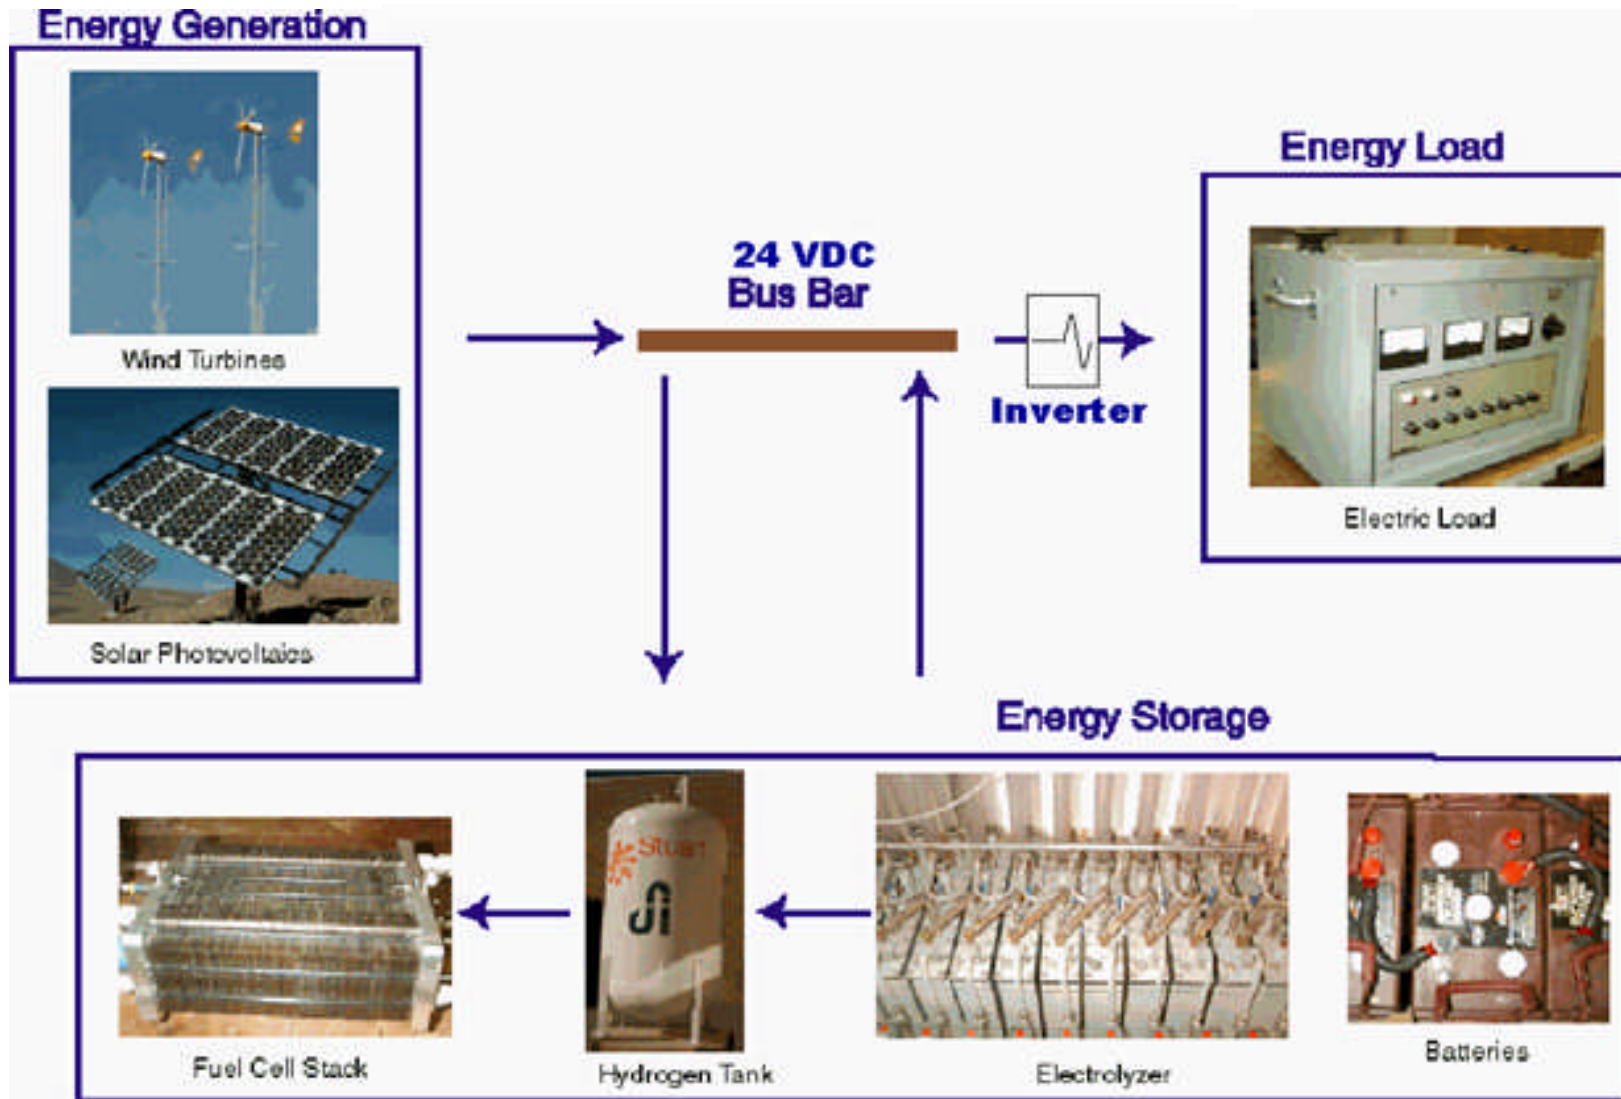 Energy Generation
Wind Turbines
Solar Photovoltaics
24 VDC
Bus Bar
Inverter
Energy Load
Electric Load
Energy Storage
Stuart
Fuel Cell Stack
Hydrogen Tank
Electrolyzer
Batteries